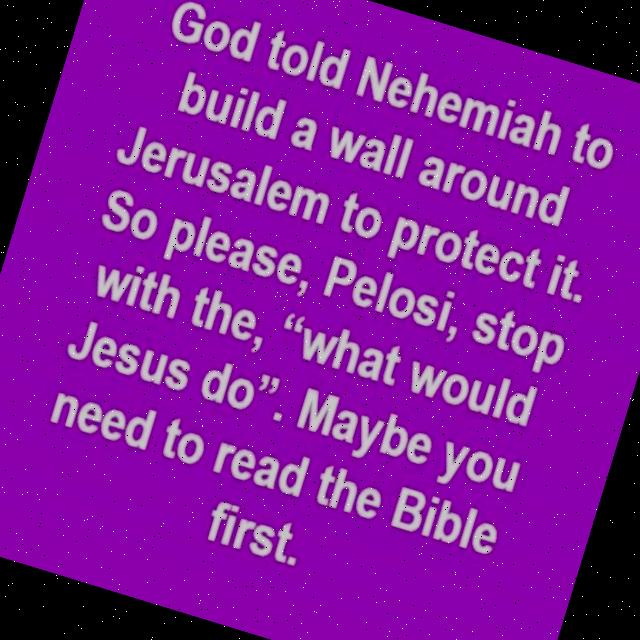 God told Nehemiah to
build a wall around
Jerusalem to protect it.
So please, Pelosi, stop
with the, “what would
Jesus do”. Maybe you
need to read the Bible
first.